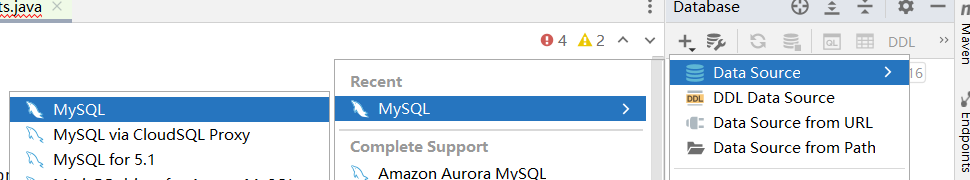 ts.java
Database
4 2
DDL
Maven
Recent
MySQL
Data Source
16
MySQL
DDL
DDL Data Source
MySQL via CloudSQL Proxy
Data Source from URL
MySQL for 5.1
Complete Support
Data Source from Path
Endpoints
Amazon Aurora MySQL